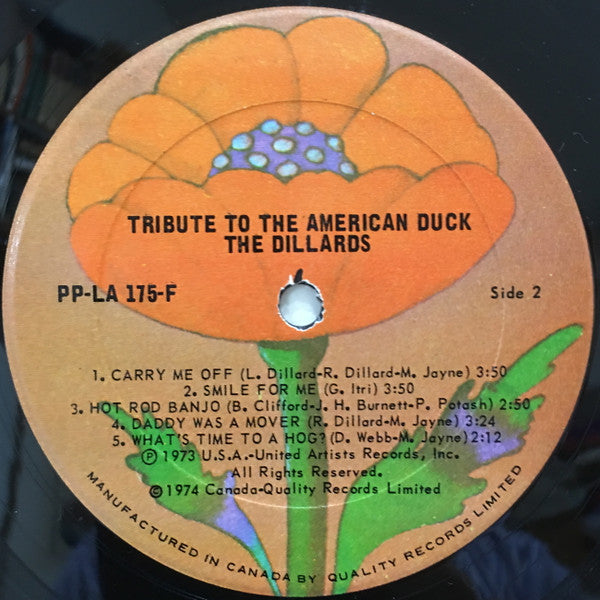 TRIBUTE TO THE AMERICAN DUCK
THE DILLARDS
PP-LA 175-F
Side 2
1. CARRY ME OFF (L. Dillard-R. Dillard-M. Jayne) 3:50
2. SMILE FOR ME (G. Itri) 3:50
3. HOT ROD BANJO (B. Clifford-J. H. Burnett-P. Potash) 2:50
4. DADDY WAS A MOVER (R. Dillard-M. Jayne) 3:24
5. WHAT'S TIME TO A HOG? (D. Webb-M. Jayne) 2:12
Ⓟ 1973 U.S.A.-United Artists Records, Inc.
All Rights Reserved.
© 1974 Canada-Quality Records Limited
MANUFACTURED IN CANADA BY QUALITY RECORDS LIMITED